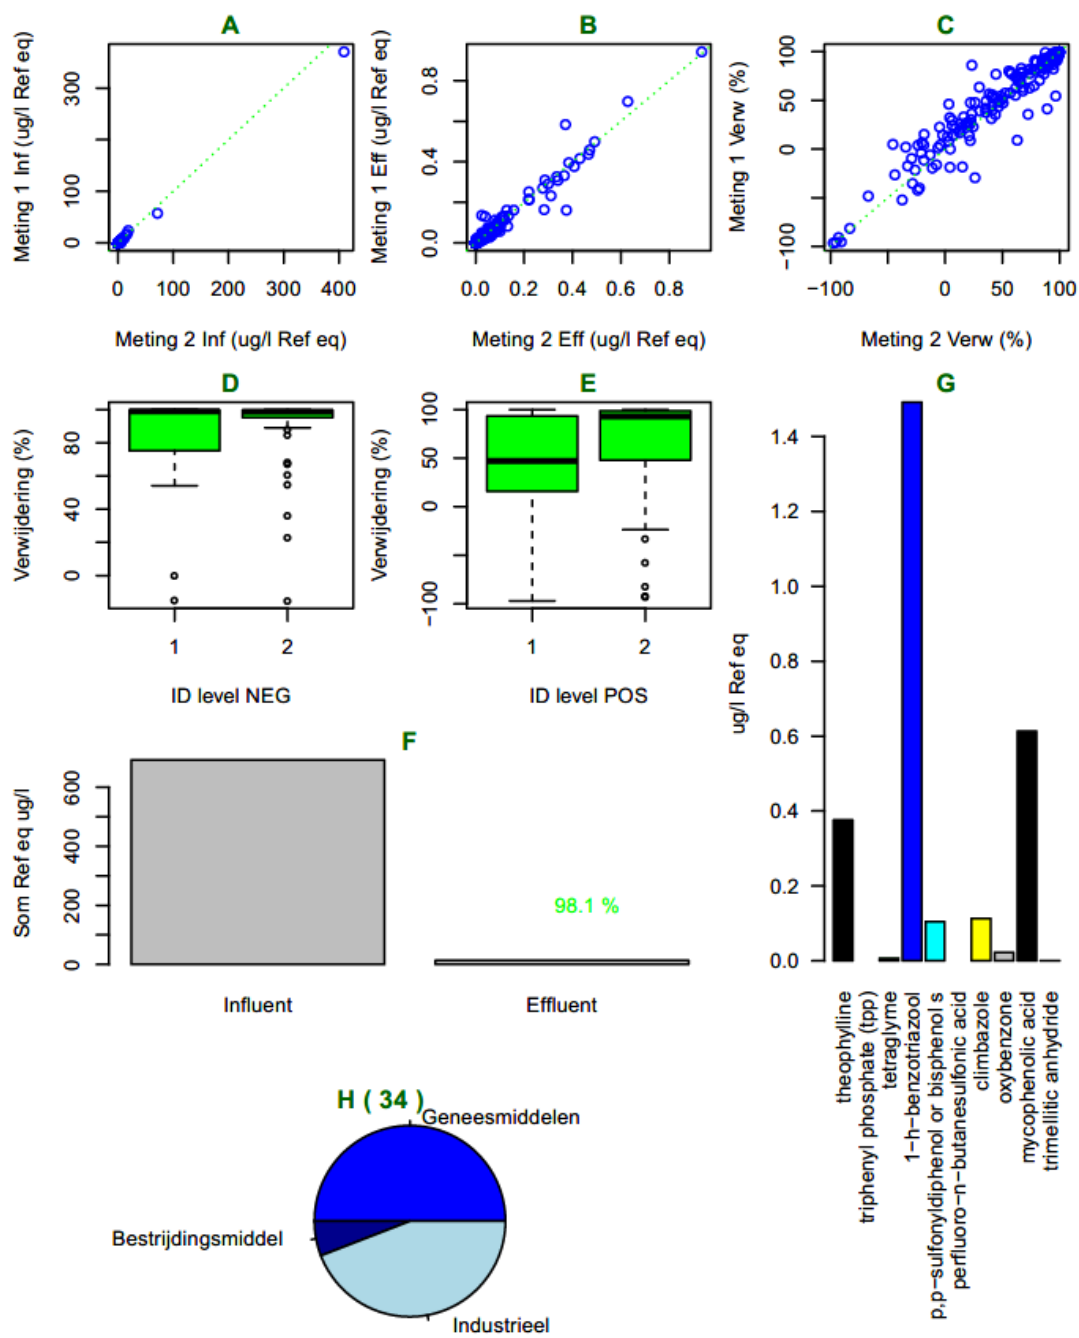 A
Meting 1 Inf (ug/l Ref eq)
0
100
300
0
100
200
300
400
Meting 2 Inf (ug/l Ref eq)
B
Meting 1 Eff (ug/l Ref eq)
0.0
0.4
0.8
0.0
0.2
0.4
0.6
0.8
Meting 2 Eff (ug/l Ref eq)
C
Meting 1 Verw (%)
−100
0
50
100
−100
0
50
100
Meting 2 Verw (%)
D
Verwijdering (%)
0
40
80
1
2
ID level NEG
E
Verwijdering (%)
−100
0
50
100
1
2
ID level POS
F
Som Ref eq ug/l
0
200
400
600
98.1 %
Influent
Effluent
G
ug/l Ref eq
0.0
0.2
0.4
0.6
0.8
1.0
1.2
1.4
theophylline
triphenyl phosphate (tpp)
tetraglyme
1−h−benzotriazool
p,p−sulfonyldiphenol or bisphenol s
perfluoro−n−butanesulfonic acid
climbazole
oxybenzone
mycophenolic acid
trimellitic anhydride
H ( 34 )
Geneesmiddelen
Bestrijdingsmiddel
Industrieel